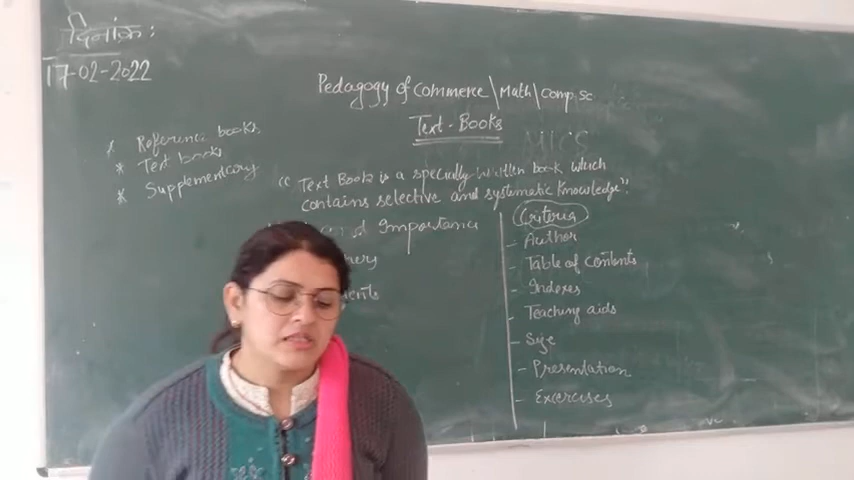 दिनांक:
17-02-2022
Pedagogy of Commerce \ Math \ Comp. Sc
Text-Books
* Reference books
* Text books
* Supplementary
"Text Book is a specially written book which
contains selective and systematic knowledge".
Importance
Criteria
- Author
- Table of contents
- Indexes
- Teaching aids
- Size
- Presentation
- Exercises